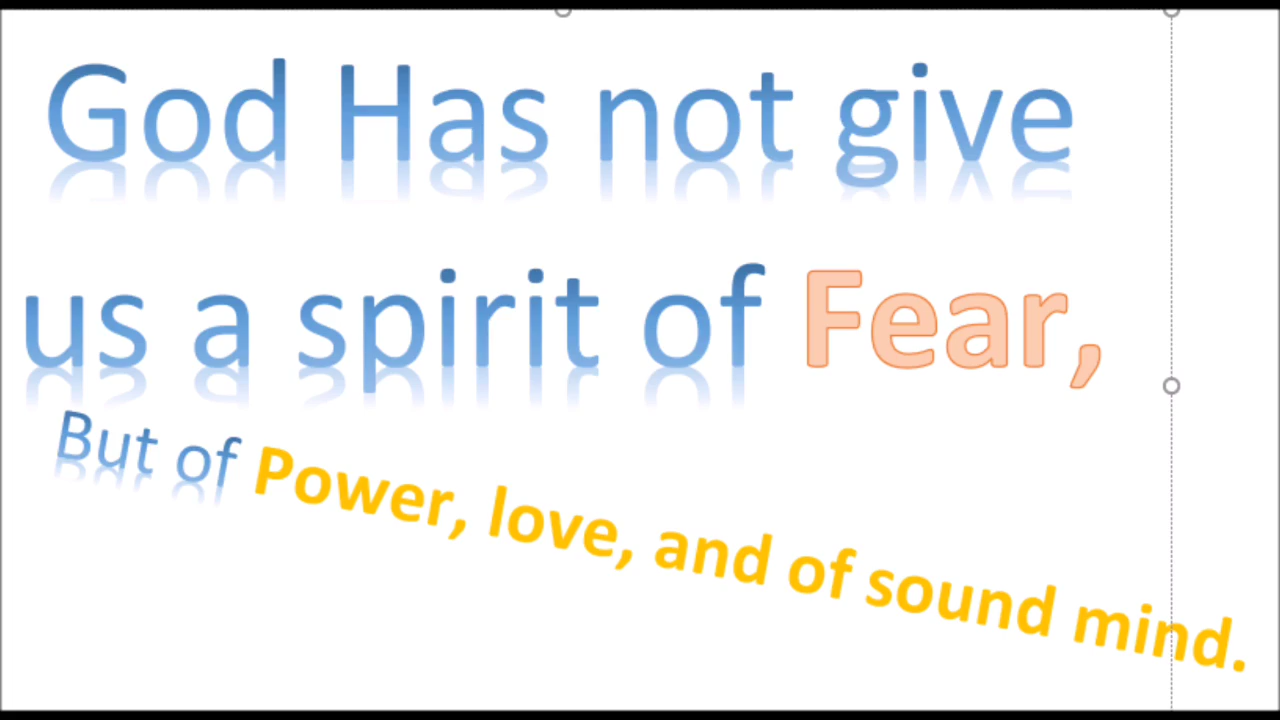 God Has not give
us a spirit of Fear,
But of Power, love, and of sound mind.